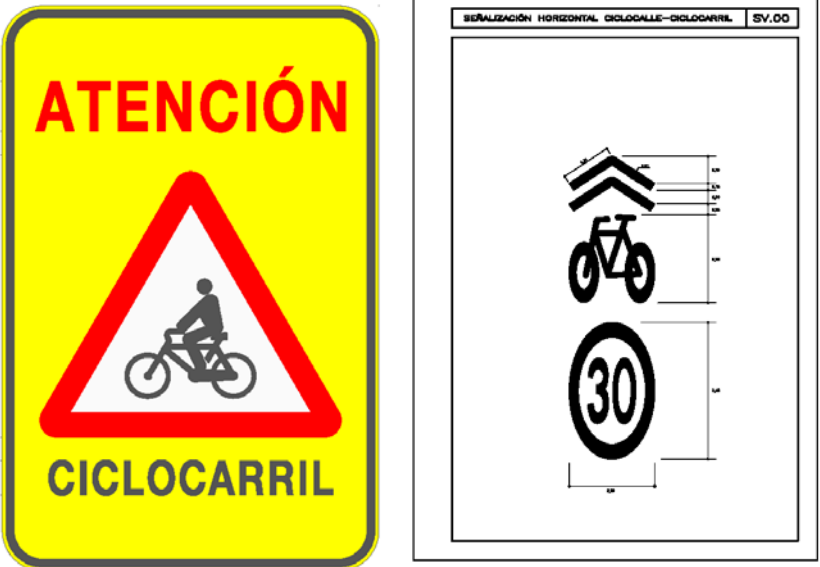 ATENCIÓN
CICLOCARRIL
SEÑALIZACIÓN HORIZONTAL CICLOCALLE-CICLOCARRIL SV.00
30